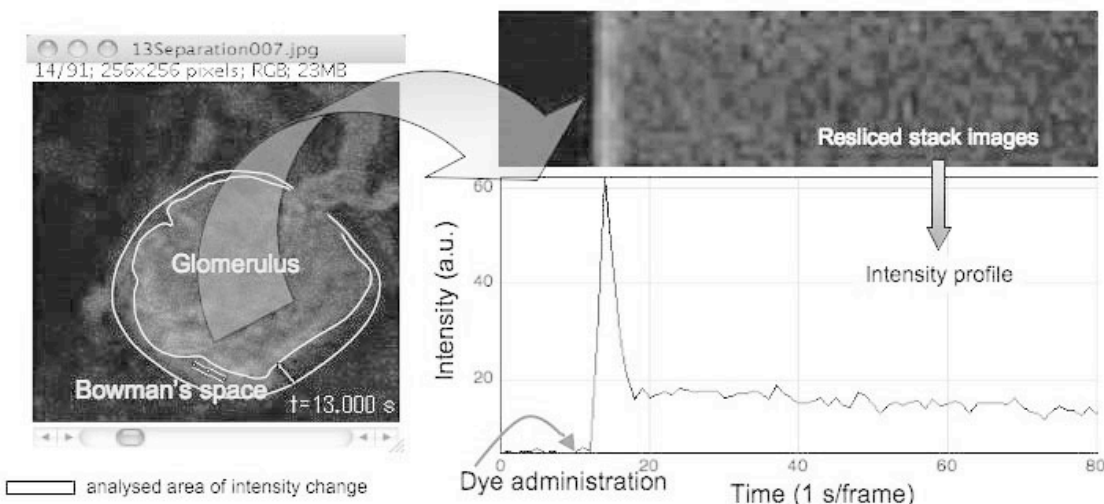 13Separation007.jpg
14/91; 256x256 pixels; RGB; 23MB
Glomerulus
Bowman's space
t=13.000 s
analysed area of intensity change
Resliced stack images
Intensity profile
Intensity (a.u.)
60
40
20
0
20
40
60
80
Dye administration
Time (1 s/frame)